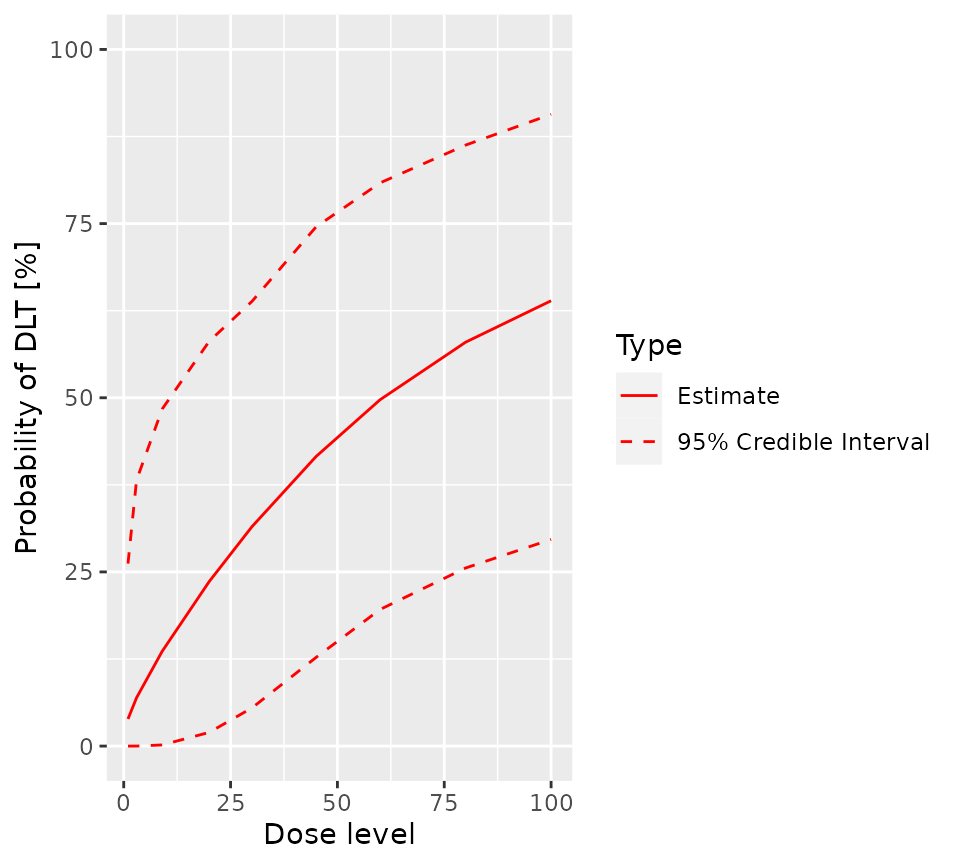 Probability of DLT [%]
100
75
50
25
0
0 25 50 75 100
Dose level
Type
Estimate
95% Credible Interval